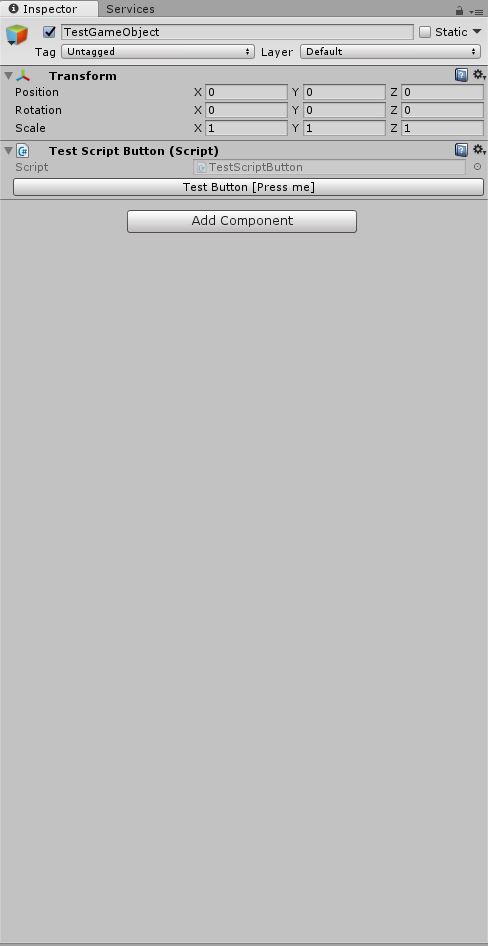 Inspector Services
TestGameObject Static
Tag Untagged Layer Default
Transform
Position X 0 Y 0 Z 0
Rotation X 0 Y 0 Z 0
Scale X 1 Y 1 Z 1
Test Script Button (Script)
Script TestScriptButton
Test Button [Press me]
Add Component